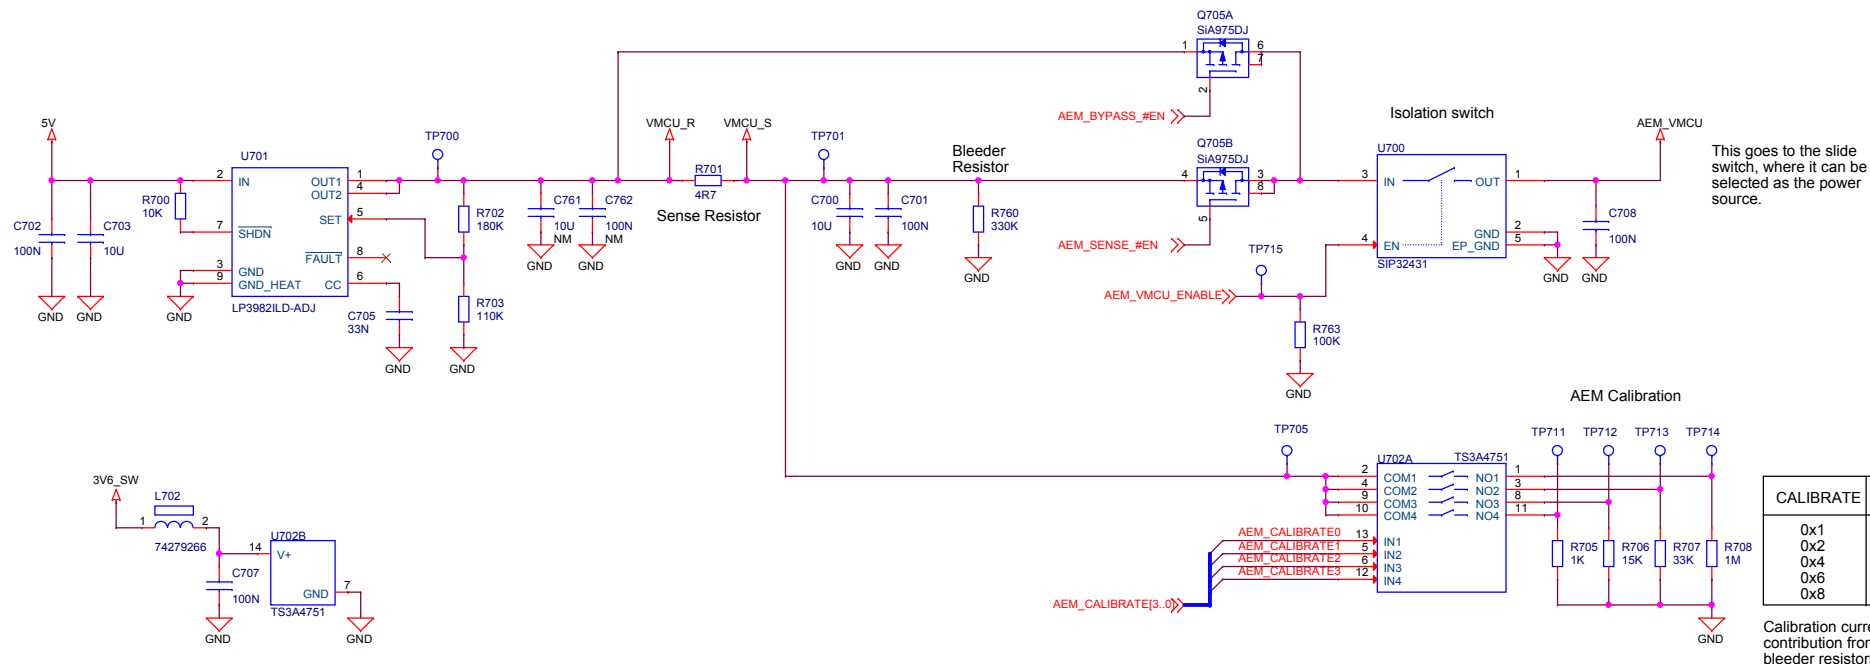 Q705A
SiA975DJ
1
6
7
2
AEM_BYPASS_#EN
Isolation switch
5V
TP700
VMCU_R
VMCU_S
TP701
Bleeder
Resistor
Q705B
SiA975DJ
4
3
8
5
AEM_SENSE_#EN
U700
3
IN
OUT
1
GND
2
EP_GND
5
4
EN
SIP32431
AEM_VMCU
This goes to the slide
switch, where it can be
selected as the power
source.
C708
100N
GND
GND
U701
2
IN
OUT1
1
OUT2
4
SET
5
7
SHDN
FAULT
8
3
GND
9
GND_HEAT
CC
6
LP3982ILD-ADJ
R700
10K
C702
100N
C703
10U
GND
GND
GND
R702
180K
R703
110K
C705
33N
GND
GND
C761
10U
NM
C762
100N
NM
GND
GND
R701
4R7
Sense Resistor
C700
10U
C701
100N
GND
GND
R760
330K
GND
TP715
AEM_VMCU_ENABLE
R763
100K
GND
AEM Calibration
TP705
TP711
TP712
TP713
TP714
U702A
TS3A4751
2
COM1
NO1
1
4
COM2
NO2
3
9
COM3
NO3
8
10
COM4
NO4
11
AEM_CALIBRATE0
13
IN1
AEM_CALIBRATE1
5
IN2
AEM_CALIBRATE2
6
IN3
AEM_CALIBRATE3
12
IN4
AEM_CALIBRATE[3..0]
R705
1K
R706
15K
R707
33K
R708
1M
GND
3V6_SW
L702
1
2
74279266
U702B
14
V+
GND
7
TS3A4751
C707
100N
GND
GND
CALIBRATE
0x1
0x2
0x4
0x6
0x8
Calibration curre
contribution from
bleeder resistor